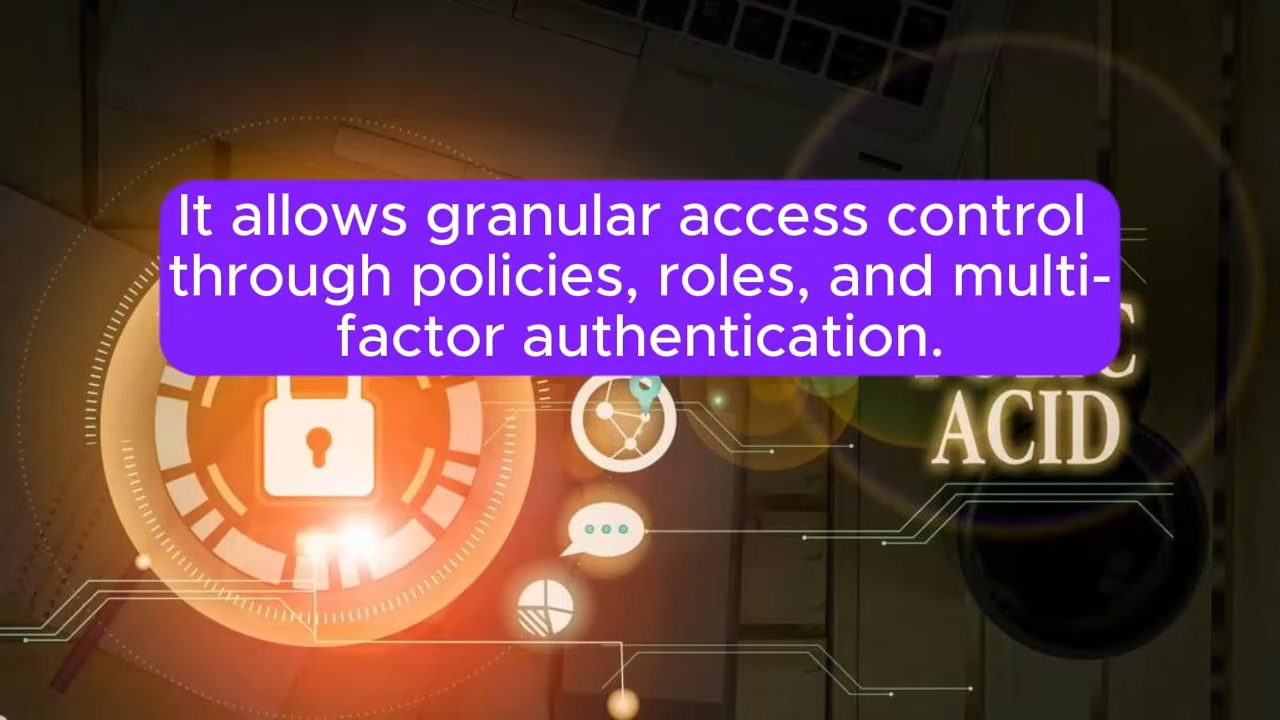 It allows granular access control
through policies, roles, and multi-
factor authentication.
ACID